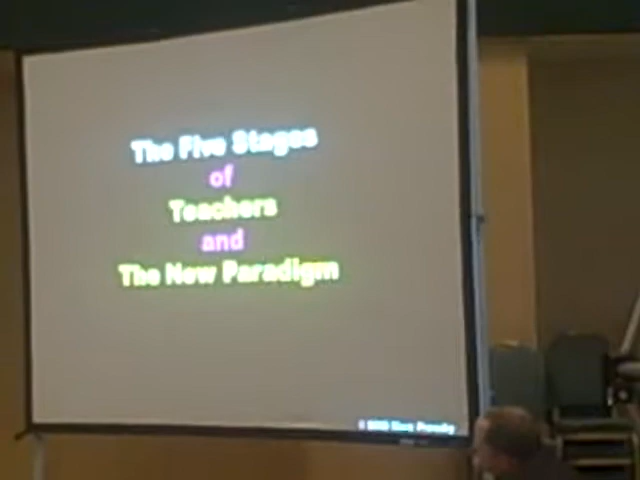 The Five Stages
of
Teachers
and
The New Paradigm